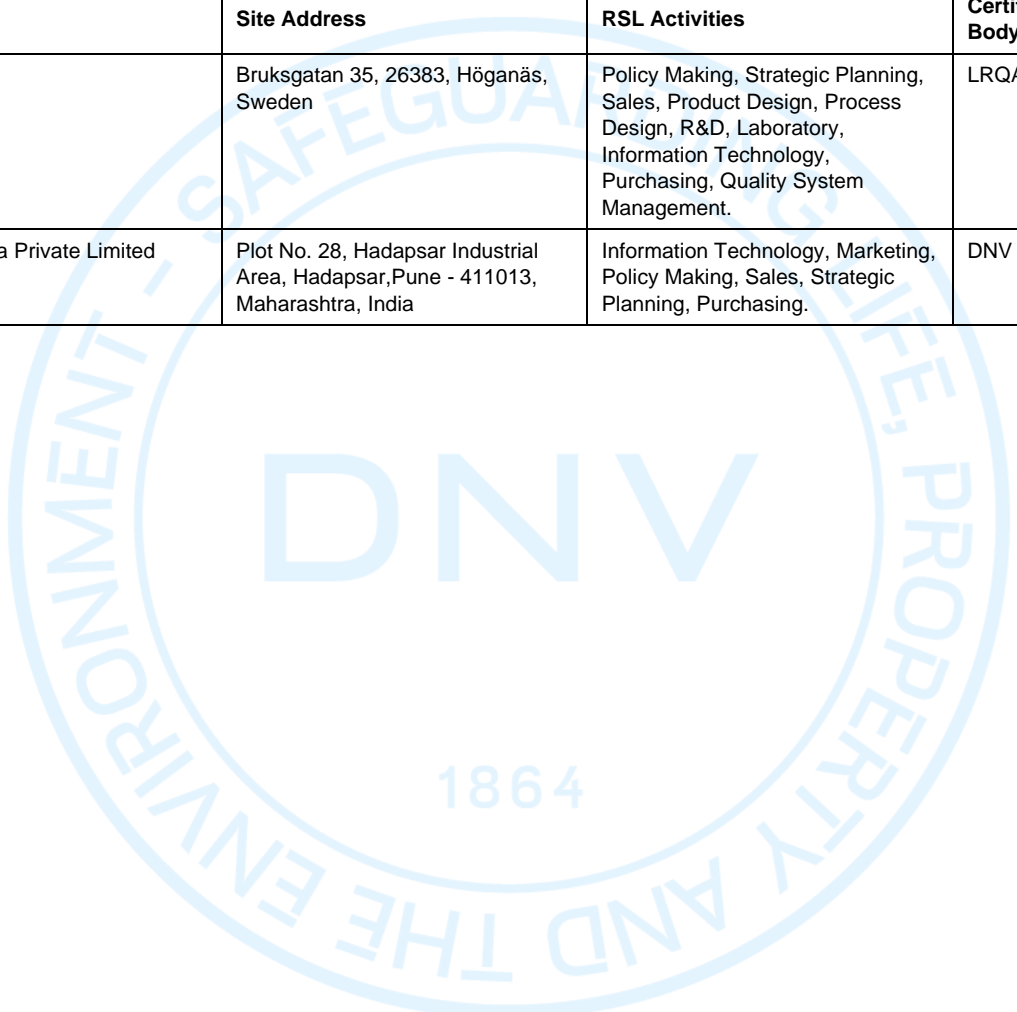 Site Address
RSL Activities
Body
Bruksgatan 35, 26383, Höganäs,
Sweden
Policy Making, Strategic Planning,
Sales, Product Design, Process
Design, R&D, Laboratory,
Information Technology,
Purchasing, Quality System
Management.
LRQA
a Private Limited
Plot No. 28, Hadapsar Industrial
Area, Hadapsar,Pune - 411013,
Maharashtra, India
Information Technology, Marketing,
Policy Making, Sales, Strategic
Planning, Purchasing.
DNV
SAFEGUARDING LIFE, PROPERTY AND THE ENVIRONMENT -
DNV
1864